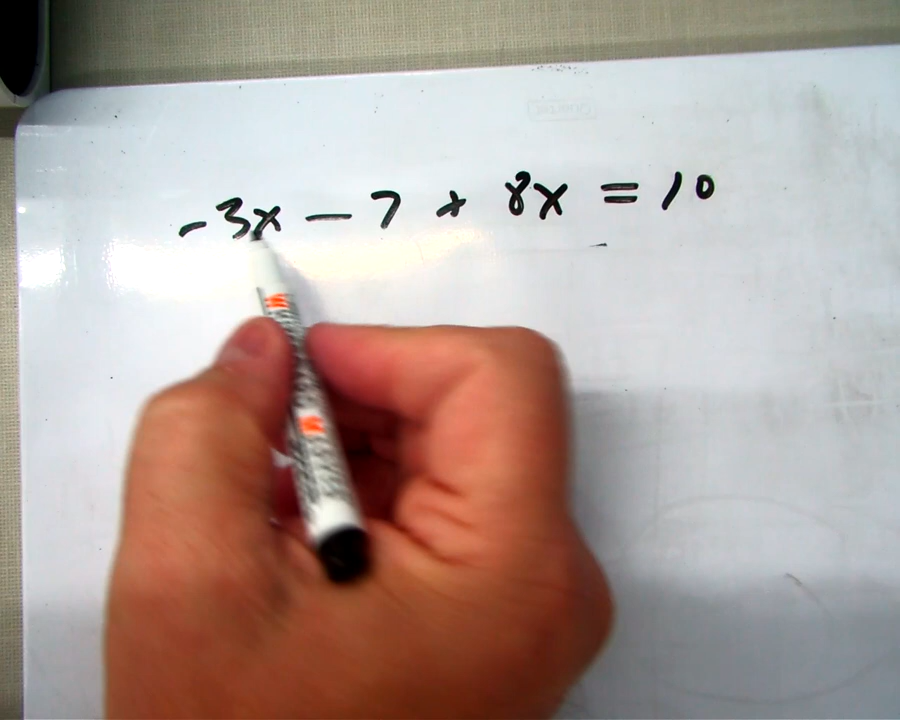 -3x - 7 + 8x = 10